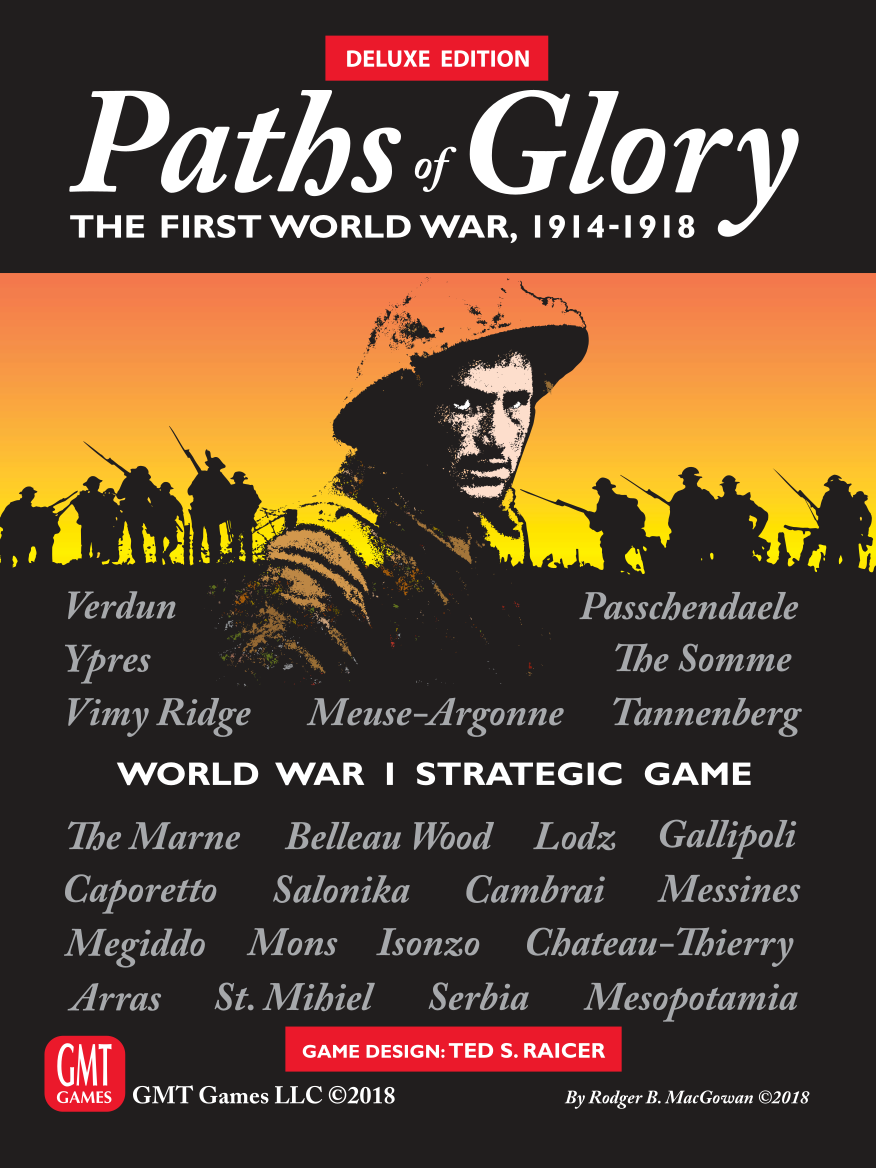 DELUXE EDITION
Paths of Glory
THE FIRST WORLD WAR, 1914-1918
Verdun Passchendaele
Ypres The Somme
Vimy Ridge Meuse-Argonne Tannenberg
WORLD WAR I STRATEGIC GAME
The Marne Belleau Wood Lodz Gallipoli
Caporetto Salonika Cambrai Messines
Megiddo Mons Isonzo Chateau-Thierry
Arras St. Mihiel Serbia Mesopotamia
GAME DESIGN: TED S. RAICER
GMT
GAMES
GMT Games LLC ©2018
By Rodger B. MacGowan ©2018